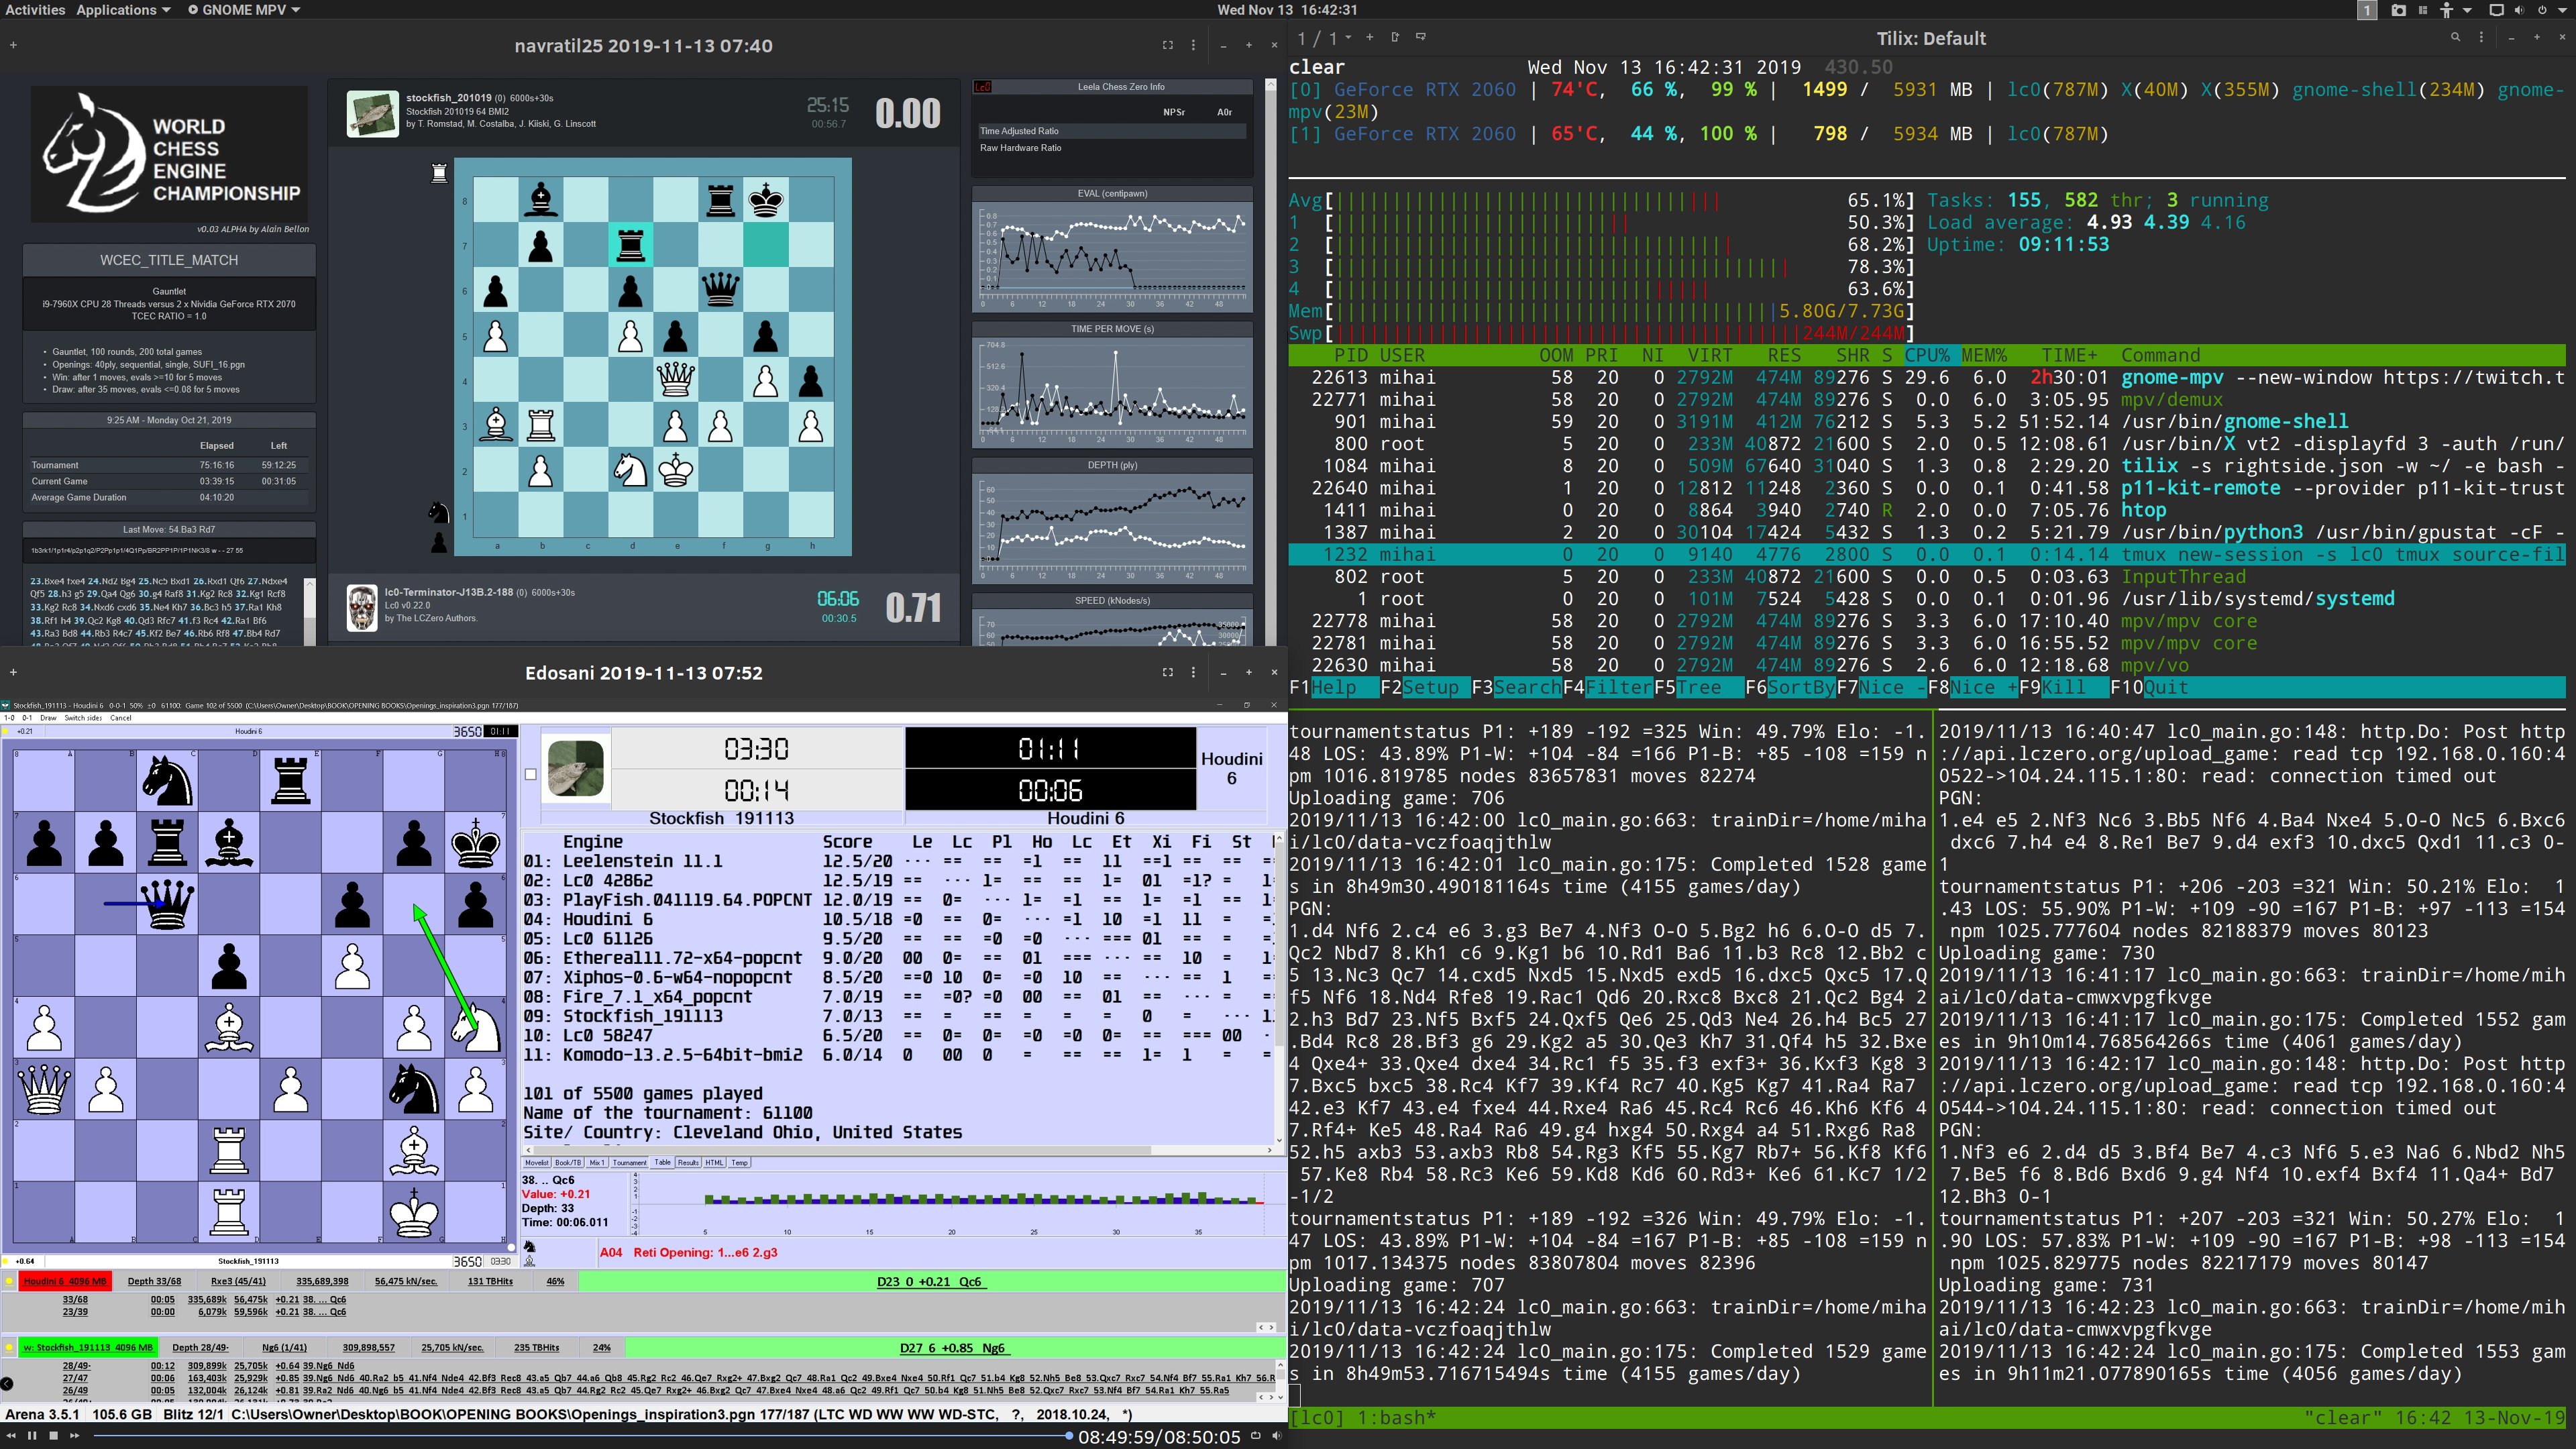 Activities Applications GNOME MPV Wed Nov 13 16:42:31 1
navratil25 2019-11-13 07:40
WORLD
CHESS
ENGINE
CHAMPIONSHIP
v0.03 ALPHA by Alain Bellon
WCEC_TITLE_MATCH
Gauntlet
i9-7960X CPU 28 Threads versus 2 x Nvidia GeForce RTX 2070
TCEC RATIO = 1.0
• Gauntlet, 100 rounds, 200 total games
• Openings: 40ply, sequential, single, SUFI_16.pgn
• Win: after 1 moves, evals >=10 for 5 moves
• Draw: after 35 moves, evals <=0.08 for 5 moves
9:25 AM - Monday Oct 21, 2019
Elapsed Left
Tournament 75:16:16 59:12:25
Current Game 03:39:15 00:31:05
Average Game Duration 04:10:20
Last Move: 54.Ba3 Rd7
1b3rk1/1p1r4/p2p1q2/P2Pp1p1/4Q1Pp/BR2PP1P/1P1NK3/8 w - - 27 55
23.Bxe4 fxe4 24.Nd2 Bg4 25.Nc5 Bxd1 26.Rxd1 Qf6 27.Ndxe4
Qf5 28.h3 g5 29.Qa4 Qg6 30.g4 Raf8 31.Kg2 Rc8 32.Kg1 Rcf8
33.Kg2 Rc8 34.Nxd6 cxd6 35.Ne4 Kh7 36.Bc3 h5 37.Ra1 Kh8
38.Rf1 h4 39.Qc2 Kg8 40.Qd3 Rfc7 41.f3 Rc4 42.Ra1 Bf6
43.Ra3 Bd8 44.Rb3 R4c7 45.Kf2 Be7 46.Rb6 Rf8 47.Bb4 Rd7
stockfish_201019 (0) 6000s+30s
Stockfish 201019 64 BMI2
by T. Romstad, M. Costalba, J. Kiiski, G. Linscott
25:15
00:56.7
0.00
8
7
6
5
4
3
2
1
a b c d e f g h
lc0-Terminator-J13B.2-188 (0) 6000s+30s
Lc0 v0.22.0
by The LCZero Authors.
06:06
00:30.5
0.71
Lc0 Leela Chess Zero Info
NPSr A0r
Time Adjusted Ratio
Raw Hardware Ratio
EVAL (centipawn)
TIME PER MOVE (s)
DEPTH (ply)
SPEED (kNodes/s)
Edosani 2019-11-13 07:52
Stockfish_191113 - Houdini 6 0-0-1 50% ±0 61100: Game 102 of 5500 (C:\Users\Owner\Desktop\BOOK\OPENING BOOKS\Openings_inspiration3.pgn 177/187)
1-0 0-1 Draw Switch sides Cancel
+0.21 Houdini 6 3650 01:11
+0.64 Stockfish_191113 3650 03:30
03:30 01:11
00:14 00:06
Houdini
6
Stockfish 191113 Houdini 6
Engine Score Le Lc Pl Ho Lc Et Xi Fi St
01: Leelenstein 11.1 12.5/20 ··· == == =1 == 11 ==1 == =
02: Lc0 42862 12.5/19 == ··· 1= == == 1= 01 =1? = 1
03: PlayFish.041119.64.POPCNT 12.0/19 == 0= ··· 1= == 1= =1 == 1=
04: Houdini 6 10.5/18 =0 == 0= ··· =1 10 =1 11 = =
05: Lc0 61126 9.5/20 == == =0 =0 ··· === 01 == = =
06: Ethereal11.72-x64-popcnt 9.0/20 00 0= == 01 === ··· == 10 = 1=
07: Xiphos-0.6-w64-nopopcnt 8.5/20 ==0 10 0= =0 10 == ··· == 1 =
08: Fire_7.1_x64_popcnt 7.0/19 == =0? =0 00 == 01 == ··· = =
09: Stockfish_191113 7.0/13 == = == = = = 0 = ··· 1
10: Lc0 58247 6.5/20 == 0= 0= =0 =0 0= == === 00
11: Komodo-13.2.5-64bit-bmi2 6.0/14 0 00 0 = == == 1= 1 = =
101 of 5500 games played
Name of the tournament: 61100
Site/ Country: Cleveland Ohio, United States
Movelist Book/TB Mix 1 Tournament Table Results HTML Temp
38. .. Qc6
Value: +0.21
Depth: 33
Time: 00:06.011
5 10 15 20 25 30 35
A04 Reti Opening: 1...e6 2.g3
Houdini 6 4096 MB Depth 33/68 Rxe3 (45/41) 335,689,398 56,475 kN/sec. 131 TBHits 46% D23 0 +0.21 Qc6
33/68 00:05 335,689k 56,475k +0.21 38. ... Qc6
23/39 00:00 6,079k 59,596k +0.21 38. ... Qc6
w: Stockfish_191113 4096 MB Depth 28/49- Ng6 (1/41) 309,898,557 25,705 kN/sec. 235 TBHits 24% D27 6 +0.85 Ng6
28/49- 00:12 309,899k 25,705k +0.64 39.Ng6 Nd6
27/47 00:06 163,403k 25,929k +0.85 39.Ng6 Nd6 40.Ra2 b5 41.Nf4 Nde4 42.Bf3 Rec8 43.a5 Qb7 44.a6 Qb8 45.Rg2 Rc2 46.Qe7 Rxg2+ 47.Bxg2 Qc7 48.Ra1 Qc2 49.Bxe4 Nxe4 50.Rf1 Qc7 51.b4 Kg8 52.Nh5 Be8 53.Qxc7 Rxc7 54.Nf4 Bf7 55.Ra1 Kh7 56.R
26/49 00:05 132,004k 26,124k +0.81 39.Ra2 Nd6 40.Ng6 b5 41.Nf4 Nde4 42.Bf3 Rec8 43.a5 Qb7 44.Rg2 Rc2 45.Qe7 Rxg2+ 46.Bxg2 Qc7 47.Bxe4 Nxe4 48.a6 Qc2 49.Rf1 Qc7 50.b4 Kg8 51.Nh5 Be8 52.Qxc7 Rxc7 53.Nf4 Bf7 54.Ra1 Kh7 55.Ra5
Arena 3.5.1 105.6 GB Blitz 12/1 C:\Users\Owner\Desktop\BOOK\OPENING BOOKS\Openings_inspiration3.pgn 177/187 (LTC WD WW WW WD-STC, ?, 2018.10.24, *)
08:49:59/08:50:05
1 / 1 Tilix: Default
clear Wed Nov 13 16:42:31 2019 430.50
[0] GeForce RTX 2060 | 74'C, 66 %, 99 % | 1499 / 5931 MB | lc0(787M) X(40M) X(355M) gnome-shell(234M) gnome-
mpv(23M)
[1] GeForce RTX 2060 | 65'C, 44 %, 100 % | 798 / 5934 MB | lc0(787M)
Avg[ 65.1%] Tasks: 155, 582 thr; 3 running
1 [ 50.3%] Load average: 4.93 4.39 4.16
2 [ 68.2%] Uptime: 09:11:53
3 [ 78.3%]
4 [ 63.6%]
Mem[ 5.80G/7.73G]
Swp[ 244M/244M]
PID USER OOM PRI NI VIRT RES SHR S CPU% MEM% TIME+ Command
22613 mihai 58 20 0 2792M 474M 89276 S 29.6 6.0 2h30:01 gnome-mpv --new-window https://twitch.t
22771 mihai 58 20 0 2792M 474M 89276 S 0.0 6.0 3:05.95 mpv/demux
901 mihai 59 20 0 3191M 412M 76212 S 5.3 5.2 51:52.14 /usr/bin/gnome-shell
800 root 5 20 0 233M 40872 21600 S 2.0 0.5 12:08.61 /usr/bin/X vt2 -displayfd 3 -auth /run/
1084 mihai 8 20 0 509M 67640 31040 S 1.3 0.8 2:29.20 tilix -s rightside.json -w ~/ -e bash -
22640 mihai 1 20 0 12812 11248 2360 S 0.0 0.1 0:41.58 p11-kit-remote --provider p11-kit-trust
1411 mihai 0 20 0 8864 3940 2740 R 2.0 0.0 7:05.76 htop
1387 mihai 2 20 0 30104 17424 5432 S 1.3 0.2 5:21.79 /usr/bin/python3 /usr/bin/gpustat -cF -
1232 mihai 0 20 0 9140 4776 2800 S 0.0 0.1 0:14.14 tmux new-session -s lc0 tmux source-fil
802 root 5 20 0 233M 40872 21600 S 0.0 0.5 0:03.63 InputThread
1 root 0 20 0 101M 7524 5428 S 0.0 0.1 0:01.96 /usr/lib/systemd/systemd
22778 mihai 58 20 0 2792M 474M 89276 S 3.3 6.0 17:10.40 mpv/mpv core
22781 mihai 58 20 0 2792M 474M 89276 S 3.3 6.0 16:55.52 mpv/mpv core
22630 mihai 58 20 0 2792M 474M 89276 S 2.6 6.0 12:18.68 mpv/vo
F1Help F2Setup F3SearchF4FilterF5Tree F6SortByF7Nice -F8Nice +F9Kill F10Quit
tournamentstatus P1: +189 -192 =325 Win: 49.79% Elo: -1.
48 LOS: 43.89% P1-W: +104 -84 =166 P1-B: +85 -108 =159 n
pm 1016.819785 nodes 83657831 moves 82274
Uploading game: 706
2019/11/13 16:42:00 lc0_main.go:663: trainDir=/home/miha
i/lc0/data-vczfoaqjthlw
2019/11/13 16:42:01 lc0_main.go:175: Completed 1528 game
s in 8h49m30.490181164s time (4155 games/day)
PGN:
1.d4 Nf6 2.c4 e6 3.g3 Be7 4.Nf3 O-O 5.Bg2 h6 6.O-O d5 7.
Qc2 Nbd7 8.Kh1 c6 9.Kg1 b6 10.Rd1 Ba6 11.b3 Rc8 12.Bb2 c
5 13.Nc3 Qc7 14.cxd5 Nxd5 15.Nxd5 exd5 16.dxc5 Qxc5 17.Q
f5 Nf6 18.Nd4 Rfe8 19.Rac1 Qd6 20.Rxc8 Bxc8 21.Qc2 Bg4 2
2.h3 Bd7 23.Nf5 Bxf5 24.Qxf5 Qe6 25.Qd3 Ne4 26.h4 Bc5 27
.Bd4 Rc8 28.Bf3 g6 29.Kg2 a5 30.Qe3 Kh7 31.Qf4 h5 32.Bxe
4 Qxe4+ 33.Qxe4 dxe4 34.Rc1 f5 35.f3 exf3+ 36.Kxf3 Kg8 3
7.Bxc5 bxc5 38.Rc4 Kf7 39.Kf4 Rc7 40.Kg5 Kg7 41.Ra4 Ra7
42.e3 Kf7 43.e4 fxe4 44.Rxe4 Ra6 45.Rc4 Rc6 46.Kh6 Kf6 4
7.Rf4+ Ke5 48.Ra4 Ra6 49.g4 hxg4 50.Rxg4 a4 51.Rxg6 Ra8
52.h5 axb3 53.axb3 Rb8 54.Rg3 Kf5 55.Kg7 Rb7+ 56.Kf8 Kf6
57.Ke8 Rb4 58.Rc3 Ke6 59.Kd8 Kd6 60.Rd3+ Ke6 61.Kc7 1/2
-1/2
tournamentstatus P1: +189 -192 =326 Win: 49.79% Elo: -1.
47 LOS: 43.89% P1-W: +104 -84 =167 P1-B: +85 -108 =159 n
pm 1017.134375 nodes 83807804 moves 82396
Uploading game: 707
2019/11/13 16:42:24 lc0_main.go:663: trainDir=/home/miha
i/lc0/data-vczfoaqjthlw
2019/11/13 16:42:24 lc0_main.go:175: Completed 1529 game
s in 8h49m53.716715494s time (4155 games/day)
2019/11/13 16:40:47 lc0_main.go:148: http.Do: Post http
://api.lczero.org/upload_game: read tcp 192.168.0.160:4
0522->104.24.115.1:80: read: connection timed out
PGN:
1.e4 e5 2.Nf3 Nc6 3.Bb5 Nf6 4.Ba4 Nxe4 5.O-O Nc5 6.Bxc6
dxc6 7.h4 e4 8.Re1 Be7 9.d4 exf3 10.dxc5 Qxd1 11.c3 0-
1
tournamentstatus P1: +206 -203 =321 Win: 50.21% Elo: 1
.43 LOS: 55.90% P1-W: +109 -90 =167 P1-B: +97 -113 =154
npm 1025.777604 nodes 82188379 moves 80123
Uploading game: 730
2019/11/13 16:41:17 lc0_main.go:663: trainDir=/home/mih
ai/lc0/data-cmwxvpgfkvge
2019/11/13 16:41:17 lc0_main.go:175: Completed 1552 gam
es in 9h10m14.768564266s time (4061 games/day)
2019/11/13 16:42:17 lc0_main.go:148: http.Do: Post http
://api.lczero.org/upload_game: read tcp 192.168.0.160:4
0544->104.24.115.1:80: read: connection timed out
PGN:
1.Nf3 e6 2.d4 d5 3.Bf4 Be7 4.c3 Nf6 5.e3 Na6 6.Nbd2 Nh5
7.Be5 f6 8.Bd6 Bxd6 9.g4 Nf4 10.exf4 Bxf4 11.Qa4+ Bd7
12.Bh3 0-1
tournamentstatus P1: +207 -203 =321 Win: 50.27% Elo: 1
.90 LOS: 57.83% P1-W: +109 -90 =167 P1-B: +98 -113 =154
npm 1025.829775 nodes 82217179 moves 80147
Uploading game: 731
2019/11/13 16:42:23 lc0_main.go:663: trainDir=/home/mih
ai/lc0/data-cmwxvpgfkvge
2019/11/13 16:42:24 lc0_main.go:175: Completed 1553 gam
es in 9h11m21.077890165s time (4056 games/day)
[lc0] 1:bash* "clear" 16:42 13-Nov-19